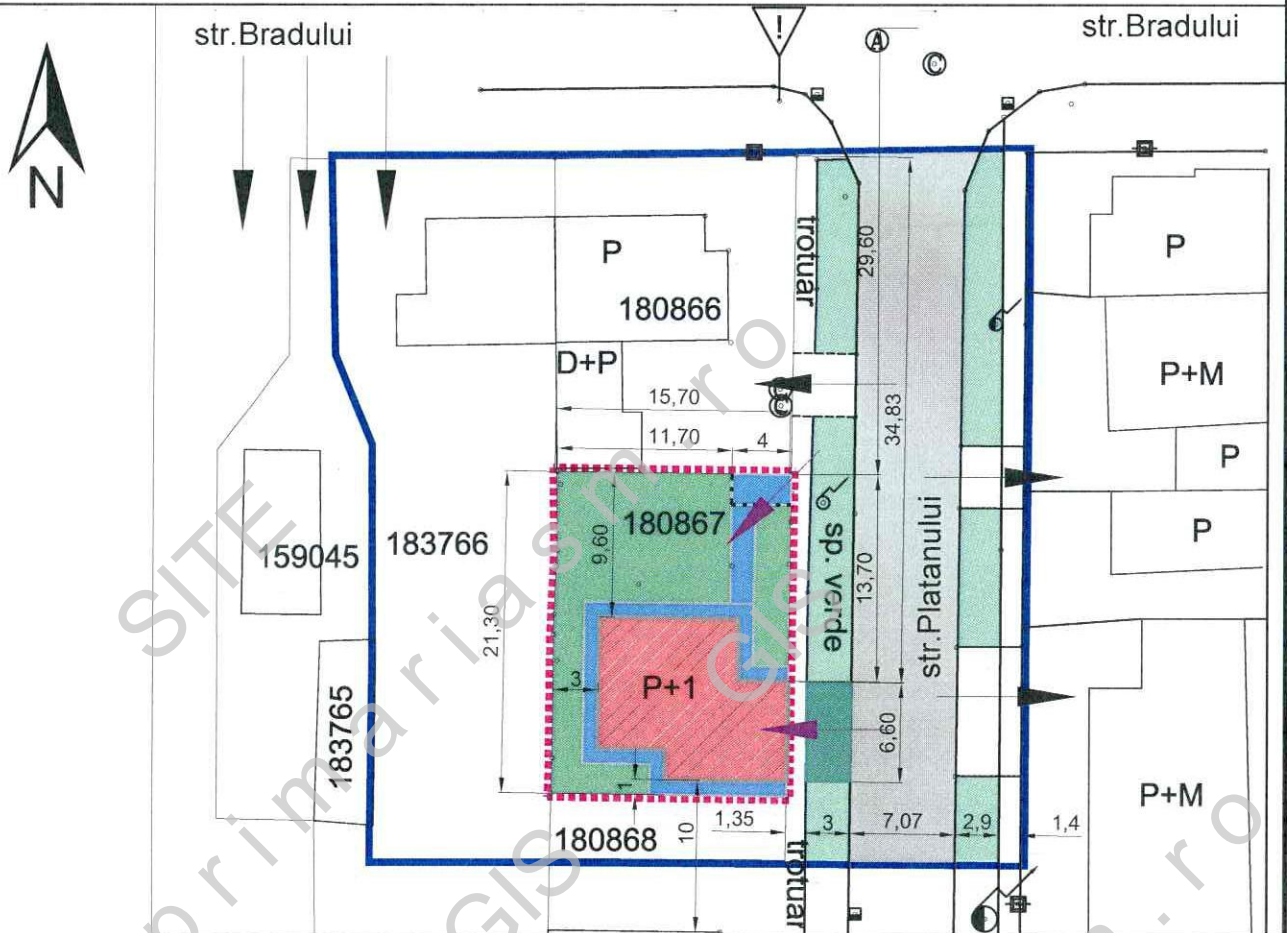 str.Bradului
str.Bradului
!
A
C
N
P
180866
trotuar
29,60
P
D+P
15,70
11,70
4
C
34,83
P+M
P
159045
183766
180867
9,60
sp. verde
13,70
str.Platanului
P
21,30
3
P+1
6,60
183765
1
180868
10
1,35
3
7,07
2,9
1,4
P+M
trotuar
SITE
primariasm.ro
GIS
GIS
m.ro